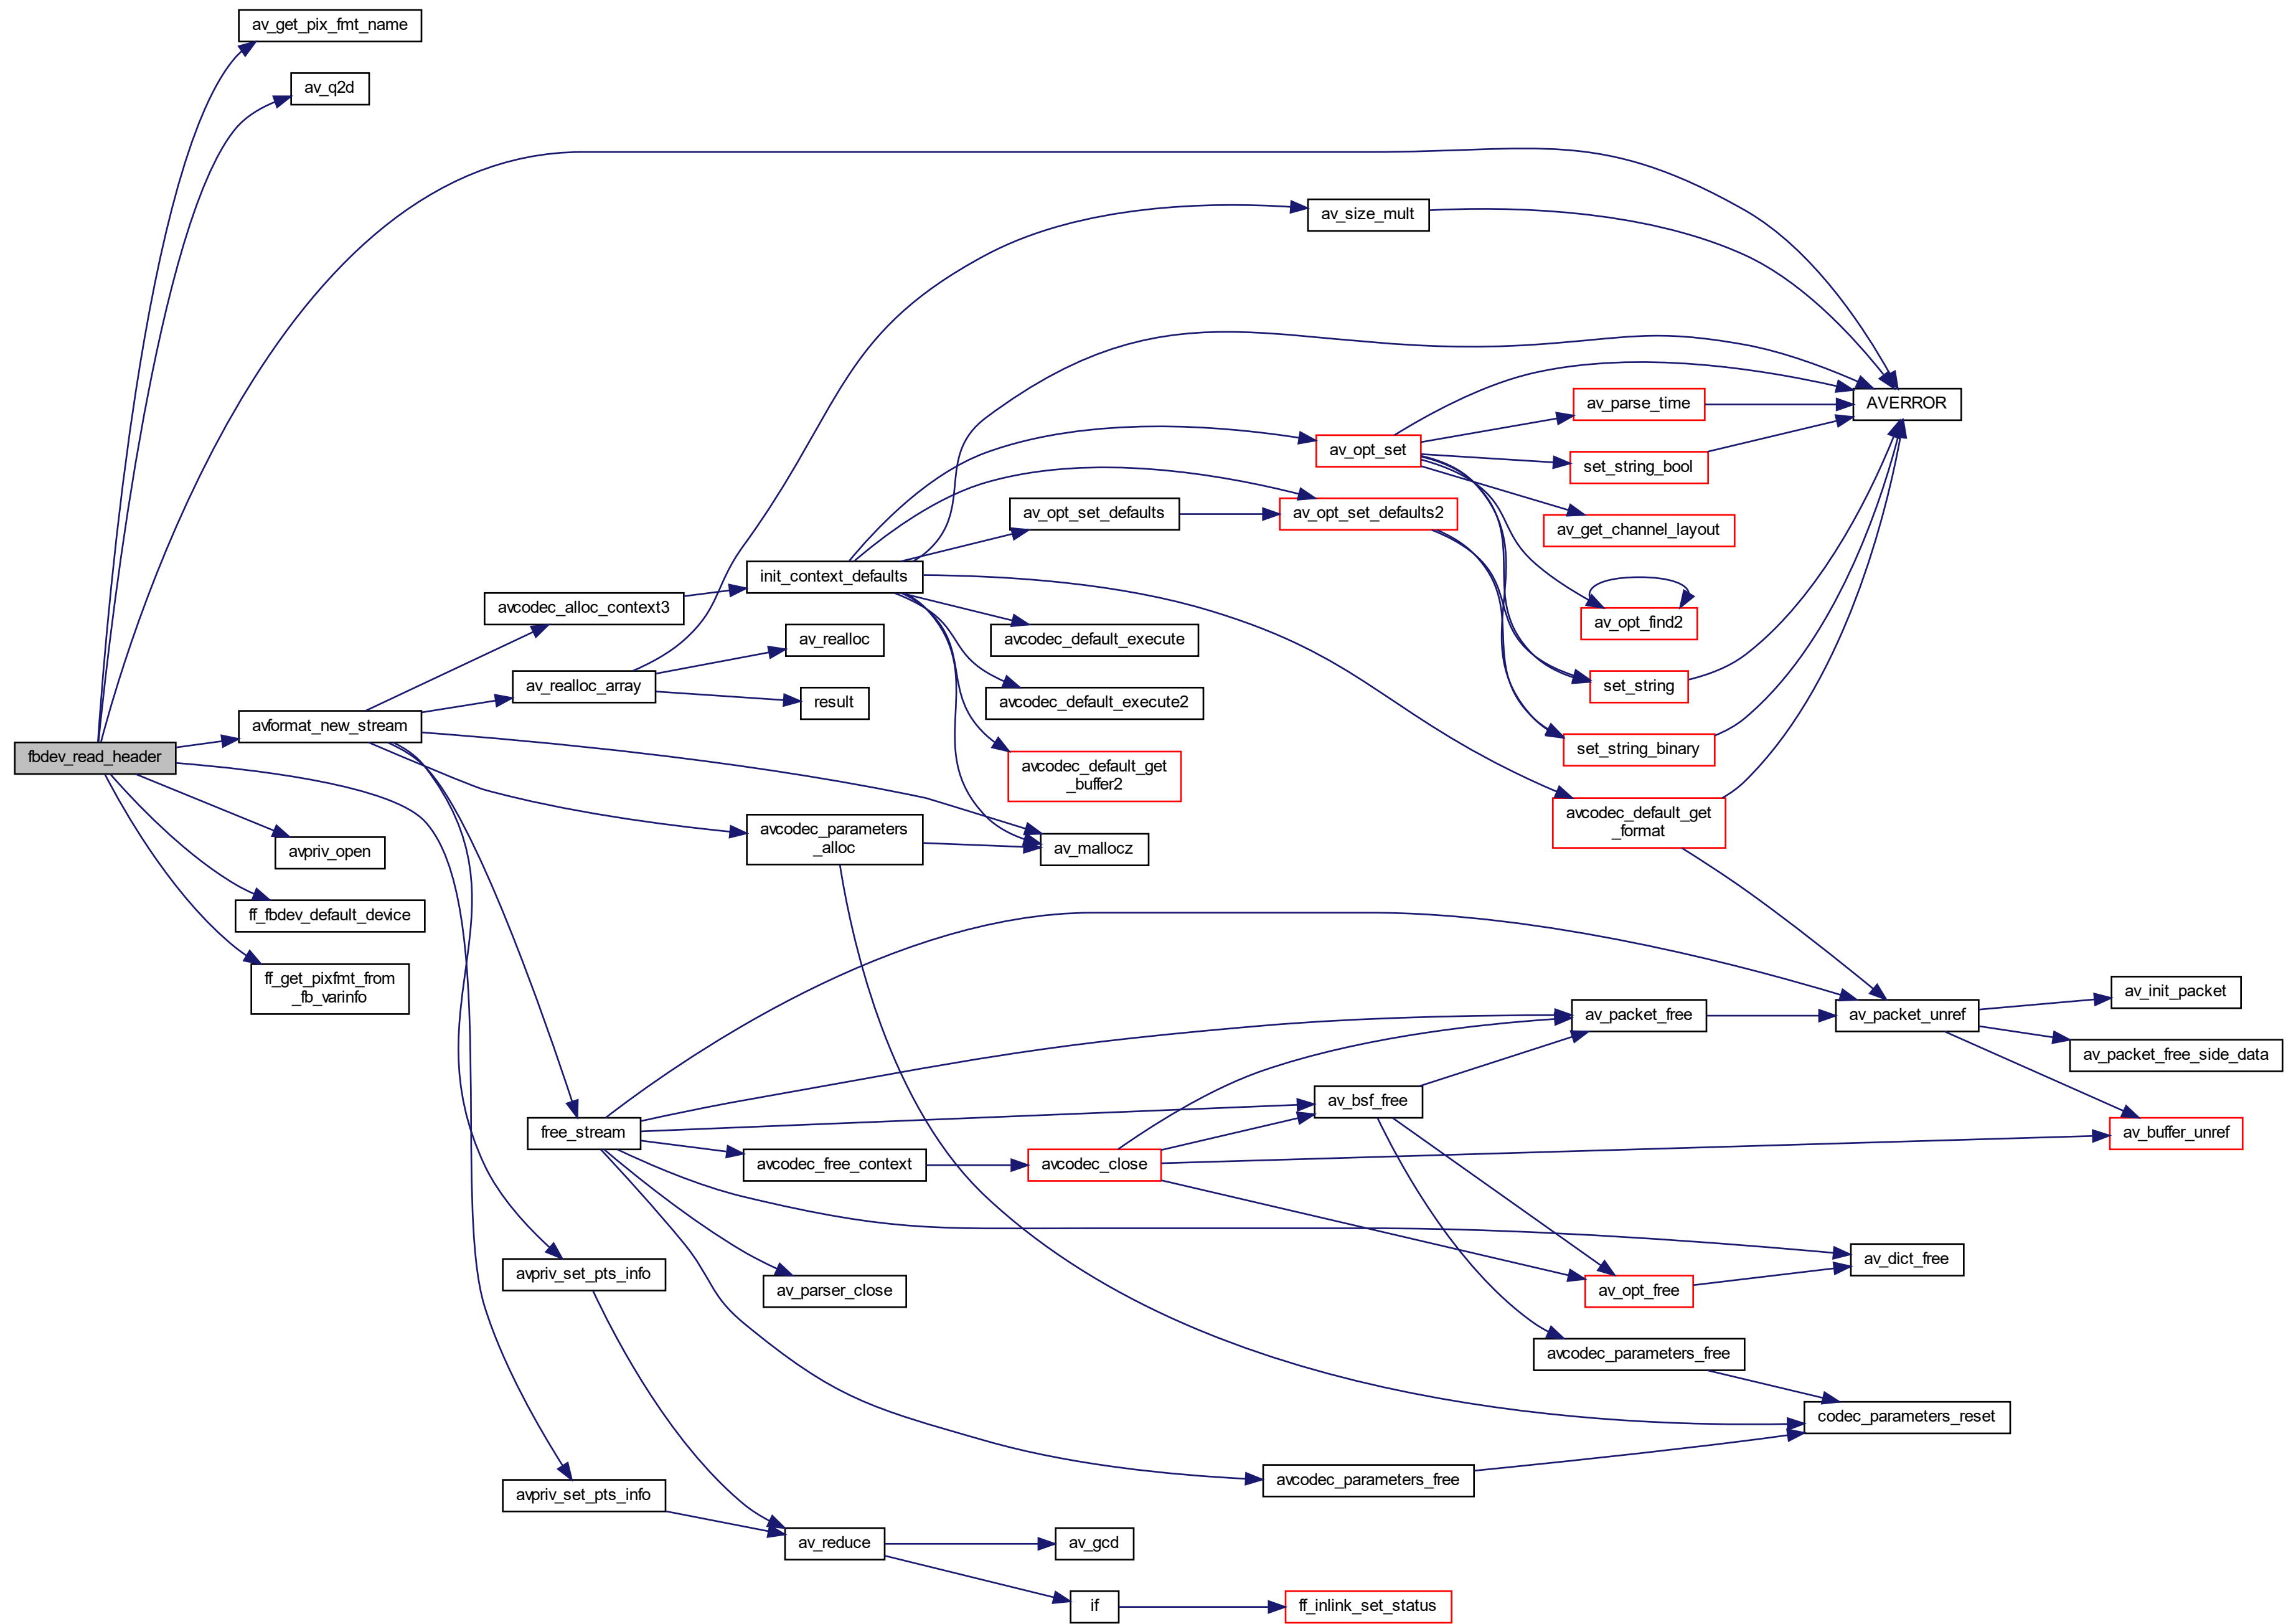 av_get_pix_fmt_name
av_q2d
av_size_mult
av_parse_time
AVERROR
av_opt_set
set_string_bool
av_opt_set_defaults
av_opt_set_defaults2
av_get_channel_layout
init_context_defaults
avcodec_alloc_context3
av_realloc
avcodec_default_execute
av_opt_find2
av_realloc_array
result
avcodec_default_execute2
set_string
avformat_new_stream
set_string_binary
fbdev_read_header
avcodec_default_get
_buffer2
avcodec_default_get
_format
avcodec_parameters
_alloc
av_mallocz
avpriv_open
ff_fbdev_default_device
ff_get_pixfmt_from
_fb_varinfo
av_init_packet
av_packet_free
av_packet_unref
av_packet_free_side_data
av_bsf_free
free_stream
av_buffer_unref
avcodec_free_context
avcodec_close
av_dict_free
avpriv_set_pts_info
av_parser_close
av_opt_free
avcodec_parameters_free
codec_parameters_reset
avcodec_parameters_free
avpriv_set_pts_info
av_reduce
av_gcd
if
ff_inlink_set_status